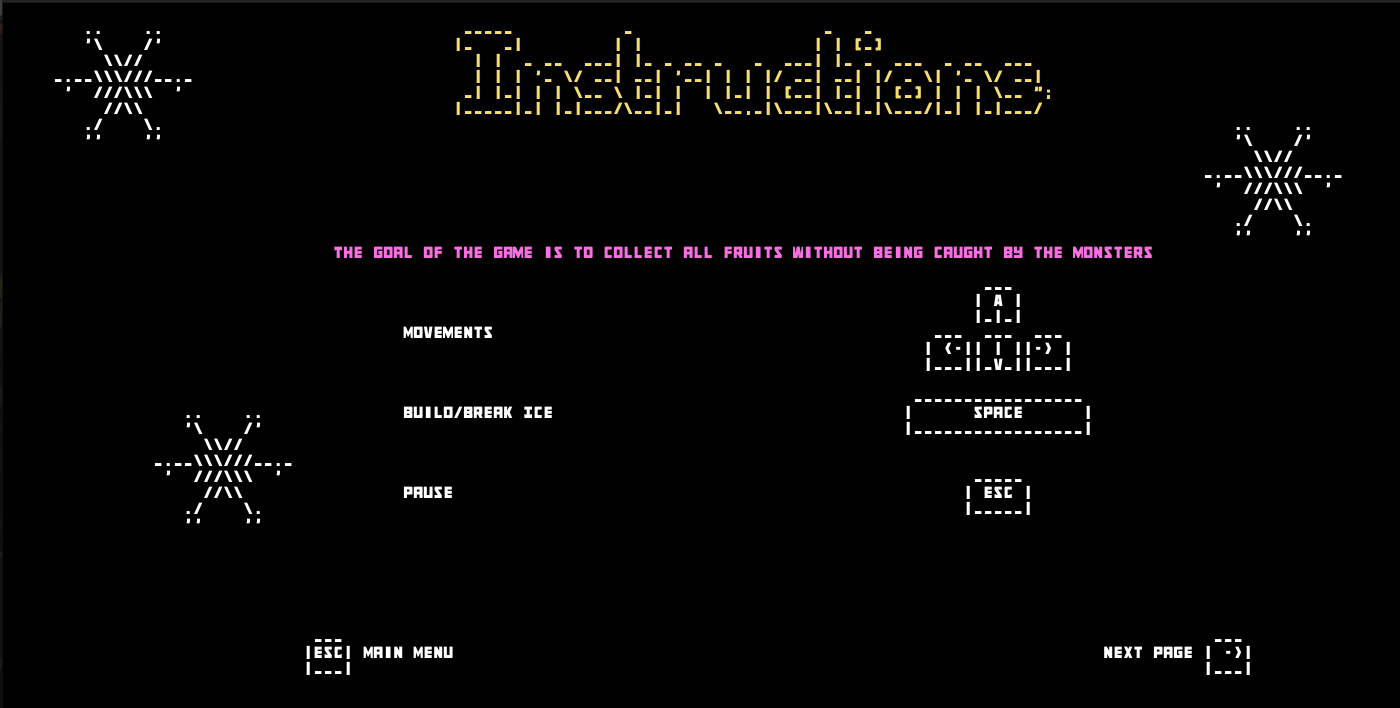 Instructions
THE GOAL OF THE GAME IS TO COLLECT ALL FRUITS WITHOUT BEING CAUGHT BY THE MONSTERS
MOVEMENTS
BUILD/BREAK ICE
SPACE
PAUSE
ESC
ESC MAIN MENU
NEXT PAGE ->